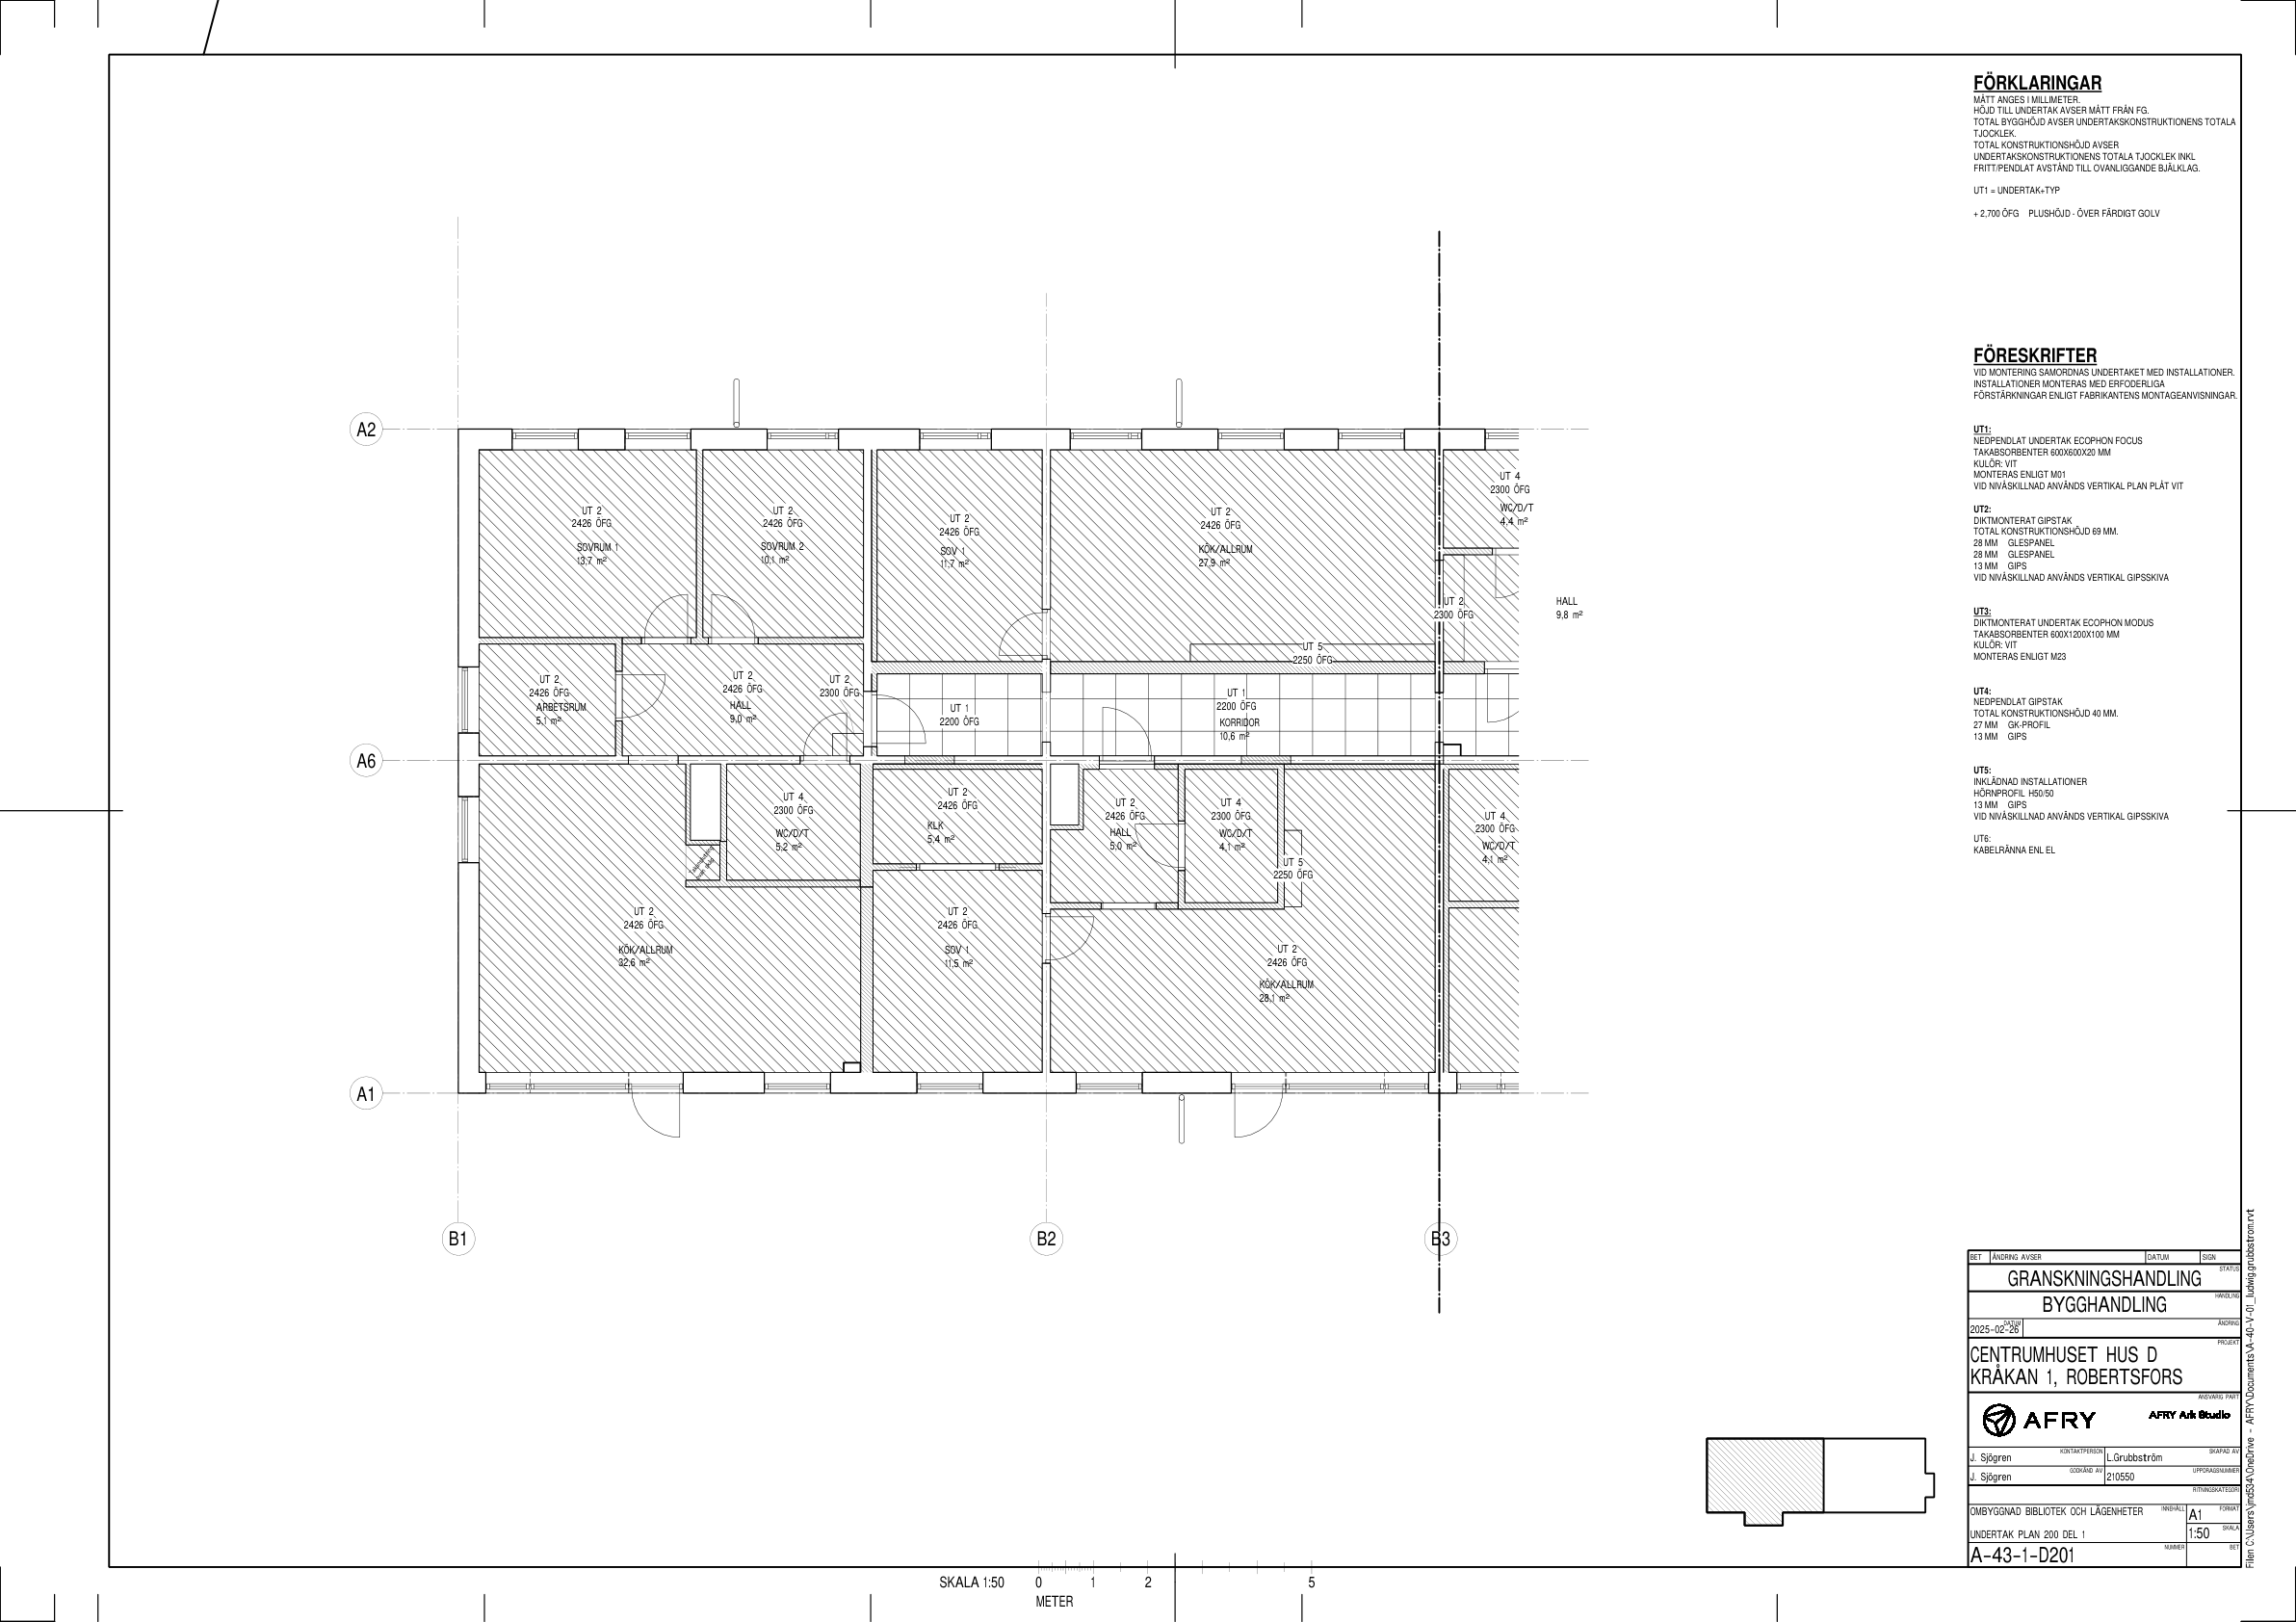 FÖRKLARINGAR
MÅTT ANGES I MILLIMETER.
HÖJD TILL UNDERTAK AVSER MÅTT FRÅN FG.
TOTAL BYGGHÖJD AVSER UNDERTAKSKONSTRUKTIONENS TOTALA
TJOCKLEK.
TOTAL KONSTRUKTIONSHÖJD AVSER
UNDERTAKSKONSTRUKTIONENS TOTALA TJOCKLEK INKL
FRITT/PENDLAT AVSTÅND TILL OVANLIGGANDE BJÄLKLAG.
UT1 = UNDERTAK+TYP
+ 2,700 ÖFG PLUSHÖJD - ÖVER FÄRDIGT GOLV
FÖRESKRIFTER
VID MONTERING SAMORDNAS UNDERTAKET MED INSTALLATIONER.
INSTALLATIONER MONTERAS MED ERFODERLIGA
FÖRSTÄRKNINGAR ENLIGT FABRIKANTENS MONTAGEANVISNINGAR.
UT1:
NEDPENDLAT UNDERTAK ECOPHON FOCUS
TAKABSORBENTER 600X600X20 MM
KULÖR: VIT
MONTERAS ENLIGT M01
VID NIVÅSKILLNAD ANVÄNDS VERTIKAL PLAN PLÅT VIT
UT2:
DIKTMONTERAT GIPSTAK
TOTAL KONSTRUKTIONSHÖJD 69 MM.
28 MM GLESPANEL
28 MM GLESPANEL
13 MM GIPS
VID NIVÅSKILLNAD ANVÄNDS VERTIKAL GIPSSKIVA
UT3:
DIKTMONTERAT UNDERTAK ECOPHON MODUS
TAKABSORBENTER 600X1200X100 MM
KULÖR: VIT
MONTERAS ENLIGT M23
UT4:
NEDPENDLAT GIPSTAK
TOTAL KONSTRUKTIONSHÖJD 40 MM.
27 MM GK-PROFIL
13 MM GIPS
UT5:
INKLÄDNAD INSTALLATIONER
HÖRNPROFIL H50/50
13 MM GIPS
VID NIVÅSKILLNAD ANVÄNDS VERTIKAL GIPSSKIVA
UT6:
KABELRÄNNA ENL EL
A2
A6
A1
B1
B2
B3
UT 2
2426 ÖFG
SOVRUM 1
13,7 m²
UT 2
2426 ÖFG
SOVRUM 2
10,1 m²
UT 2
2426 ÖFG
SOV 1
11,7 m²
UT 2
2426 ÖFG
KÖK/ALLRUM
27,9 m²
UT 4
2300 ÖFG
WC/D/T
4,4 m²
UT 2
2300 ÖFG
HALL
9,8 m²
UT 5
2250 ÖFG
UT 2
2426 ÖFG
ARBETSRUM
5,1 m²
UT 2
2426 ÖFG
HALL
9,0 m²
UT 2
2300 ÖFG
UT 1
2200 ÖFG
UT 1
2200 ÖFG
KORRIDOR
10,6 m²
UT 4
2300 ÖFG
WC/D/T
5,2 m²
UT 2
2426 ÖFG
KLK
5,4 m²
UT 2
2426 ÖFG
HALL
5,0 m²
UT 4
2300 ÖFG
WC/D/T
4,1 m²
UT 5
2250 ÖFG
UT 4
2300 ÖFG
WC/D/T
4,1 m²
UT 2
2426 ÖFG
KÖK/ALLRUM
32,6 m²
UT 2
2426 ÖFG
SOV 1
11,5 m²
UT 2
2426 ÖFG
KÖK/ALLRUM
28,1 m²
BET ÄNDRING AVSER DATUM SIGN
STATUS
GRANSKNINGSHANDLING
HANDLING
BYGGHANDLING
DATUM ÄNDRING
2025-02-26
PROJEKT
CENTRUMHUSET HUS D
KRÅKAN 1, ROBERTSFORS
ANSVARIG PART
AFRY AFRY Ark Studio
KONTAKTPERSON SKAPAD AV
J. Sjögren L.Grubbström
GODKÄND AV UPPDRAGSNUMMER
J. Sjögren 210550
RITNINGSKATEGORI
OMBYGGNAD BIBLIOTEK OCH LÄGENHETER INNEHÅLL A1 FORMAT
UNDERTAK PLAN 200 DEL 1 1:50 SKALA
A-43-1-D201 NUMMER BET
Filen C:\Users\jnd534\OneDrive - AFRY\Documents\A-40-V-01_ludwig.grubbstrom.rvt
SKALA 1:50 0 1 2 5
METER